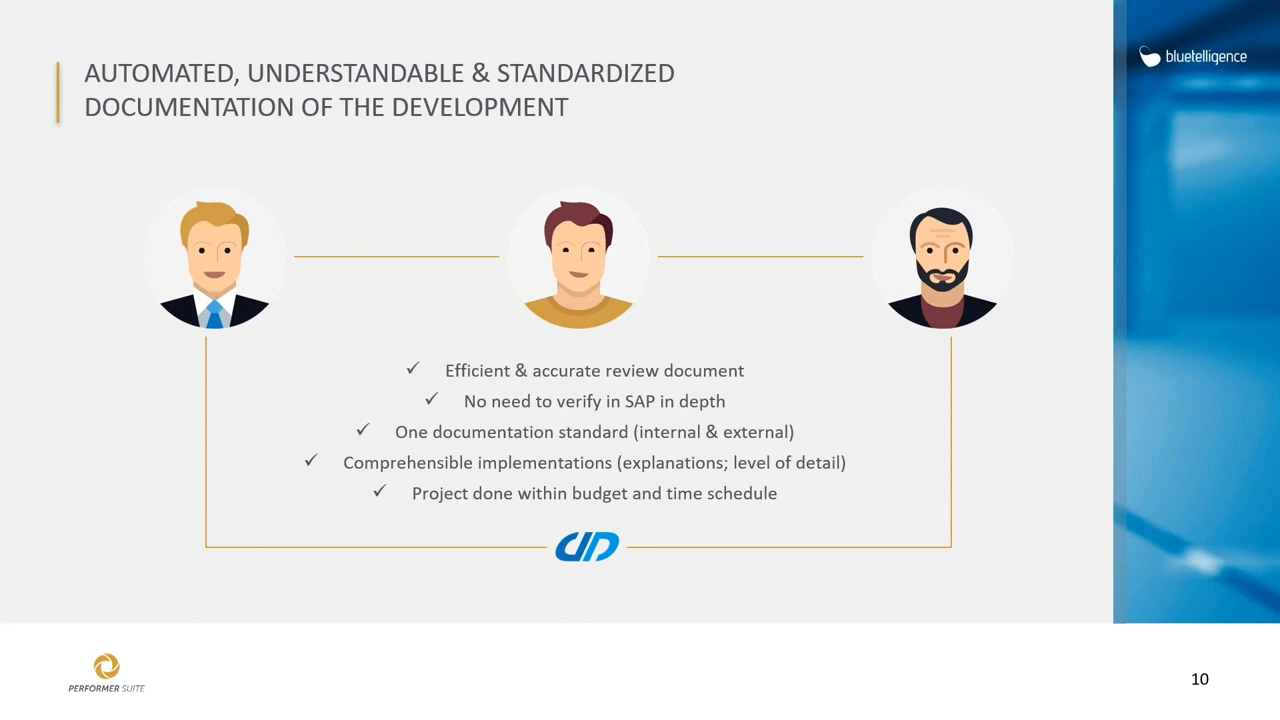 AUTOMATED, UNDERSTANDABLE & STANDARDIZED
DOCUMENTATION OF THE DEVELOPMENT
bluetelligence
✓ Efficient & accurate review document
✓ No need to verify in SAP in depth
✓ One documentation standard (internal & external)
✓ Comprehensible implementations (explanations; level of detail)
✓ Project done within budget and time schedule
PERFORMER SUITE
10